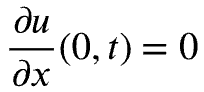 ∂u/∂x (0, t) = 0